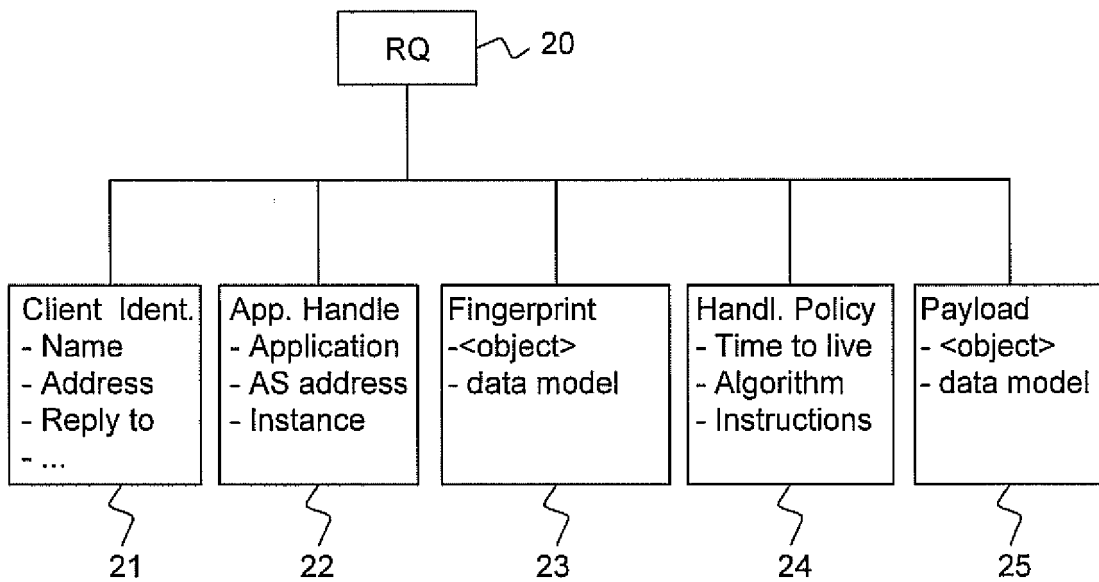 RQ
20
Client Ident.
- Name
- Address
- Reply to
- ...
App. Handle
- Application
- AS address
- Instance
Fingerprint
-<object>
- data model
Handl. Policy
- Time to live
- Algorithm
- Instructions
Payload
- <object>
- data model
21
22
23
24
25